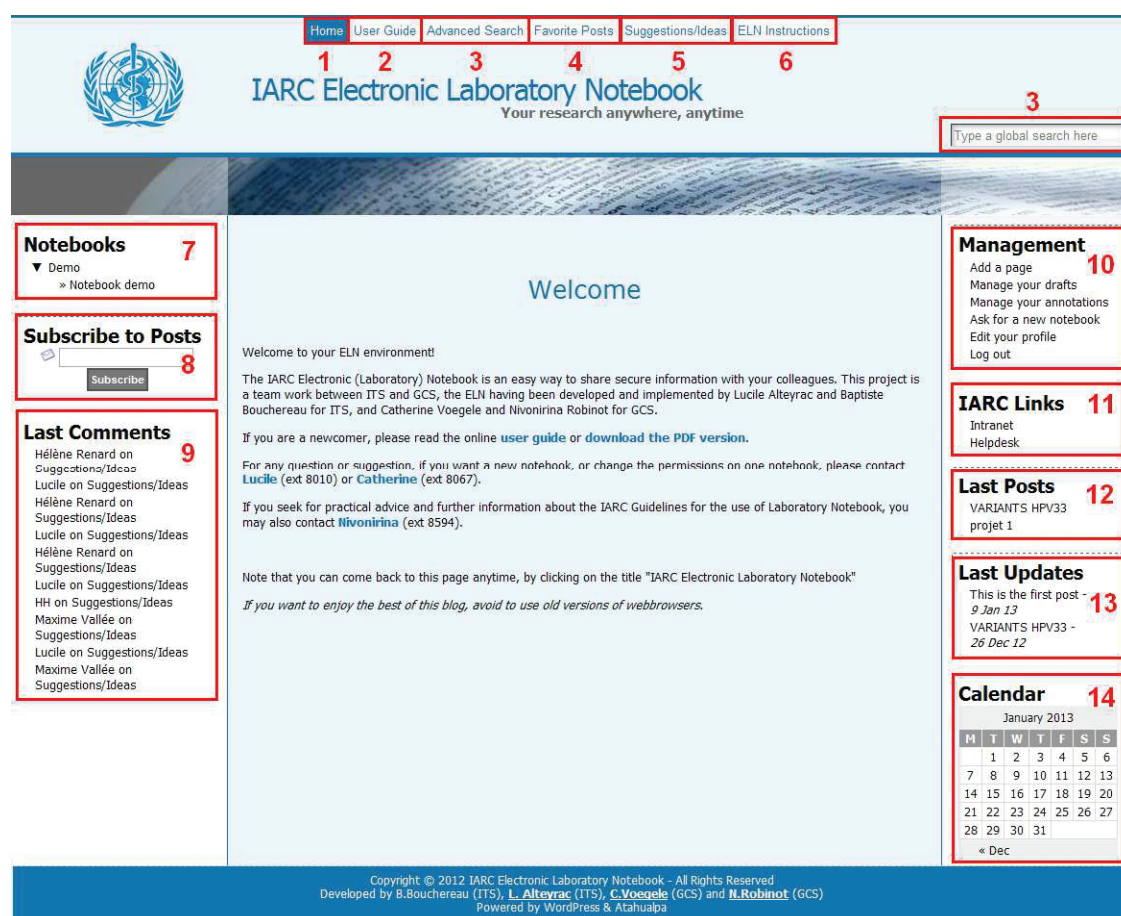 Home User Guide Advanced Search Favorite Posts Suggestions/Ideas ELN Instructions
1 2 3 4 5 6
IARC Electronic Laboratory Notebook
Your research anywhere, anytime
3
Type a global search here
Notebooks 7
▼ Demo
» Notebook demo
Subscribe to Posts
8
Subscribe
Last Comments
9
Hélène Renard on
Suggestions/Ideas
Lucile on Suggestions/Ideas
Hélène Renard on
Suggestions/Ideas
Lucile on Suggestions/Ideas
Hélène Renard on
Suggestions/Ideas
Lucile on Suggestions/Ideas
HH on Suggestions/Ideas
Maxime Vallée on
Suggestions/Ideas
Lucile on Suggestions/Ideas
Maxime Vallée on
Suggestions/Ideas
Welcome
Welcome to your ELN environment!
The IARC Electronic (Laboratory) Notebook is an easy way to share secure information with your colleagues. This project is
a team work between ITS and GCS, the ELN having been developed and implemented by Lucile Alteyrac and Baptiste
Bouchereau for ITS, and Catherine Voegele and Nivonirina Robinot for GCS.
If you are a newcomer, please read the online user guide or download the PDF version.
For any question or suggestion, if you want a new notebook, or change the permissions on one notebook, please contact
Lucile (ext 8010) or Catherine (ext 8067).
If you seek for practical advice and further information about the IARC Guidelines for the use of Laboratory Notebook, you
may also contact Nivonirina (ext 8594).
Note that you can come back to this page anytime, by clicking on the title "IARC Electronic Laboratory Notebook"
If you want to enjoy the best of this blog, avoid to use old versions of webbrowsers.
Management
10
Add a page
Manage your drafts
Manage your annotations
Ask for a new notebook
Edit your profile
Log out
IARC Links 11
Intranet
Helpdesk
Last Posts
12
VARIANTS HPV33
projet 1
Last Updates
13
This is the first post -
9 Jan 13
VARIANTS HPV33 -
26 Dec 12
Calendar 14
January 2013
M T W T F S S
1 2 3 4 5 6
7 8 9 10 11 12 13
14 15 16 17 18 19 20
21 22 23 24 25 26 27
28 29 30 31
« Dec
Copyright © 2012 IARC Electronic Laboratory Notebook - All Rights Reserved
Developed by B.Bouchereau (ITS), L. Alteyrac (ITS), C.Voegele (GCS) and N.Robinot (GCS)
Powered by WordPress & Atahualpa